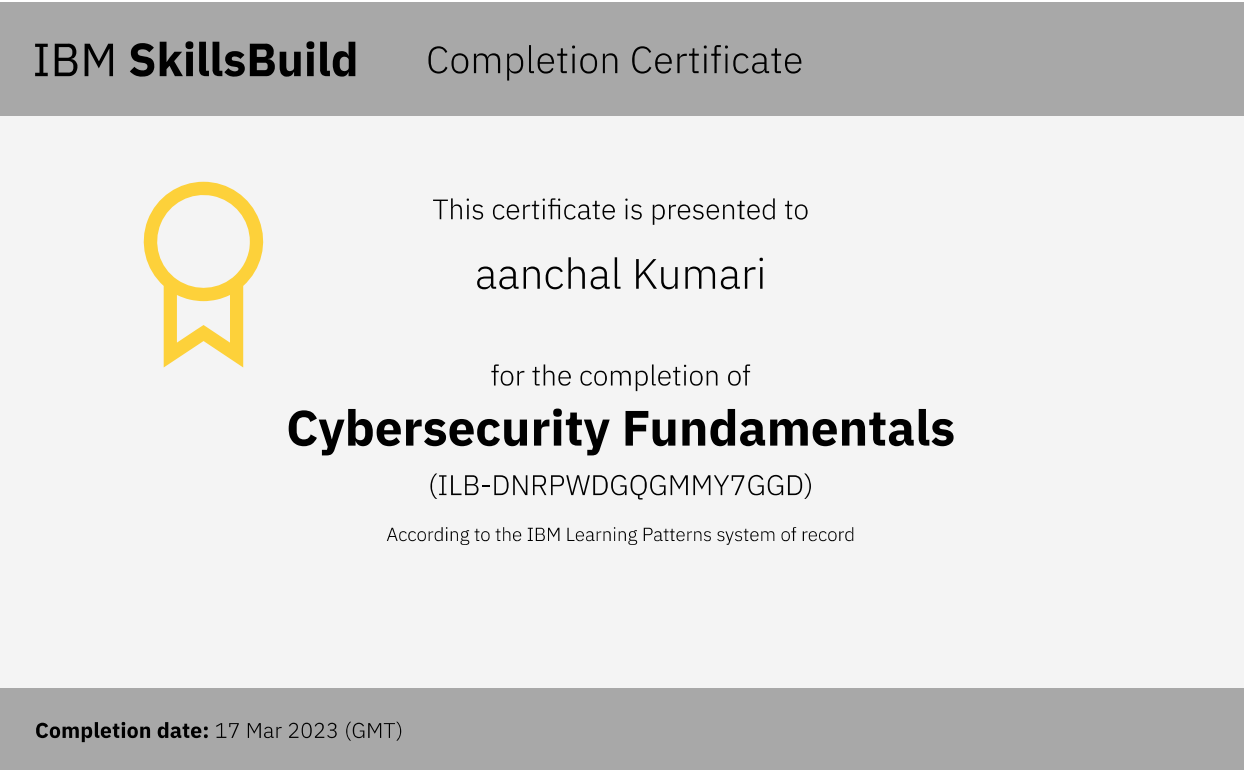 IBM SkillsBuild Completion Certificate
This certificate is presented to
aanchal Kumari
for the completion of
Cybersecurity Fundamentals
(ILB-DNRPWDGQGMMY7GGD)
According to the IBM Learning Patterns system of record
Completion date: 17 Mar 2023 (GMT)